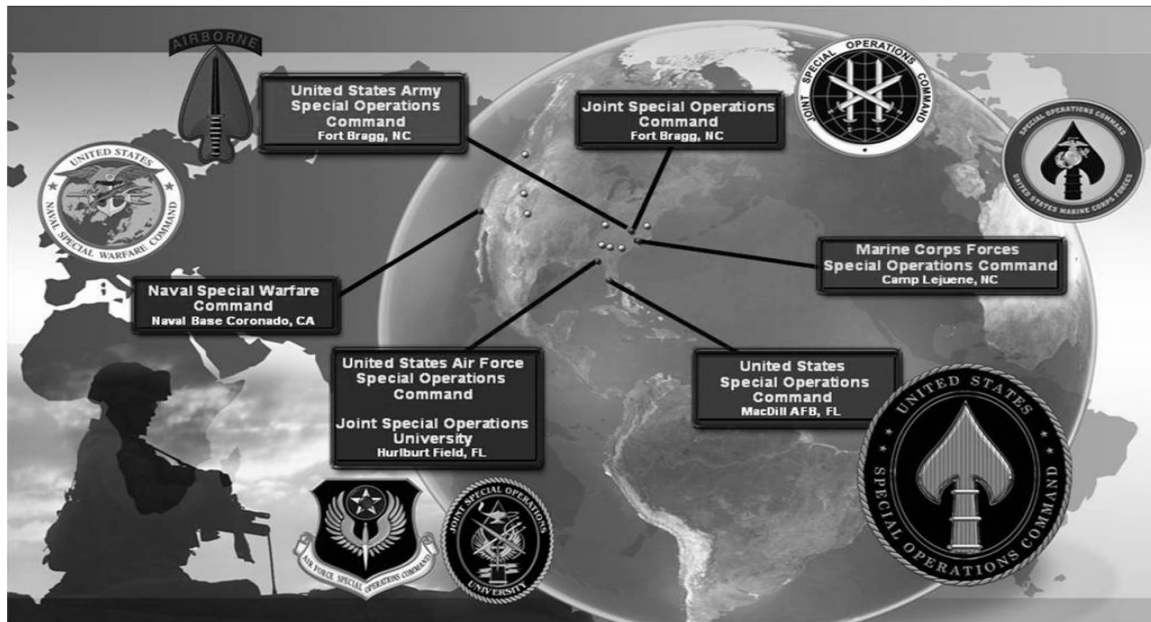 AIRBORNE
United States Army
Special Operations
Command
Fort Bragg, NC
Joint Special Operations
Command
Fort Bragg, NC
JOINT SPECIAL OPERATIONS COMMAND
SPECIAL OPERATIONS COMMAND
UNITED STATES MARINE CORPS FORCES
UNITED STATES
NAVAL SPECIAL WARFARE COMMAND
Marine Corps Forces
Special Operations Command
Camp Lejuene, NC
Naval Special Warfare
Command
Naval Base Coronado, CA
United States Air Force
Special Operations
Command
Joint Special Operations
University
Hurlburt Field, FL
United States
Special Operations
Command
MacDill AFB, FL
UNITED STATES
SPECIAL OPERATIONS COMMAND
AIR FORCE SPECIAL OPERATIONS COMMAND
JOINT SPECIAL OPERATIONS
UNIVERSITY